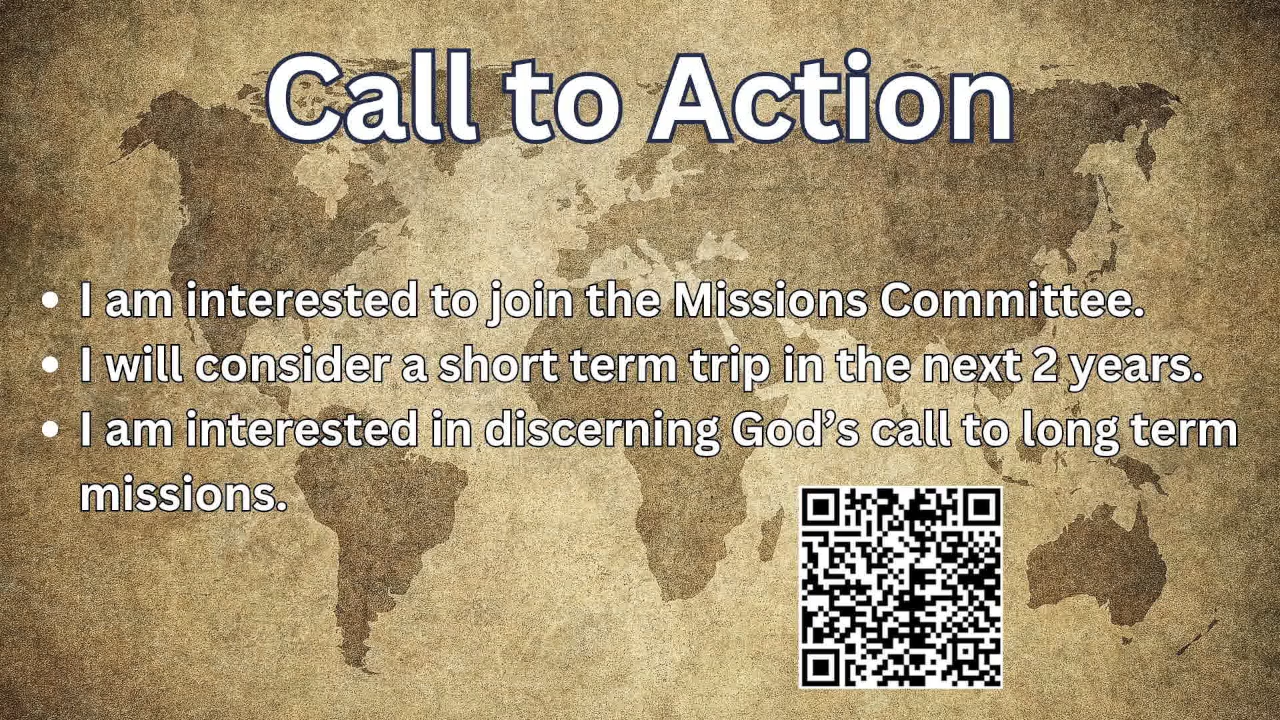 Call to Action
• I am interested to join the Missions Committee.
• I will consider a short term trip in the next 2 years.
• I am interested in discerning God’s call to long term
missions.